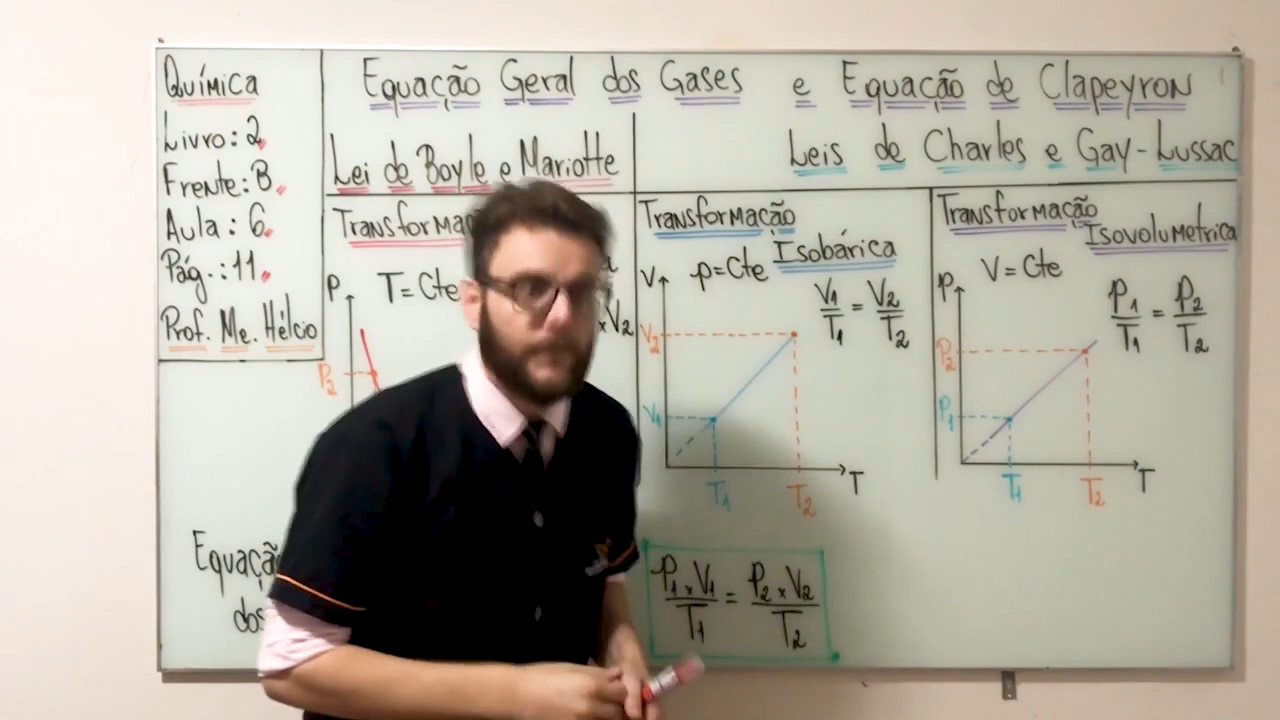 Química
Livro: 2.
Frente: B.
Aula: 6.
Pág.: 11.
Prof. Me. Hélcio
Equação Geral dos Gases e Equação de Clapeyron
Lei de Boyle e Mariotte
Leis de Charles e Gay-Lussac
P
T=Cte
xV2
P2
Transformação
Isobárica
V
p=Cte
V1/T1 = V2/T2
V2
V1
T1
T2
T
Transformação
Isovolumetrica
P
V=Cte
P1/T1 = P2/T2
P2
P1
T1
T2
T
dos
P1 x V1/T1 = P2 x V2/T2